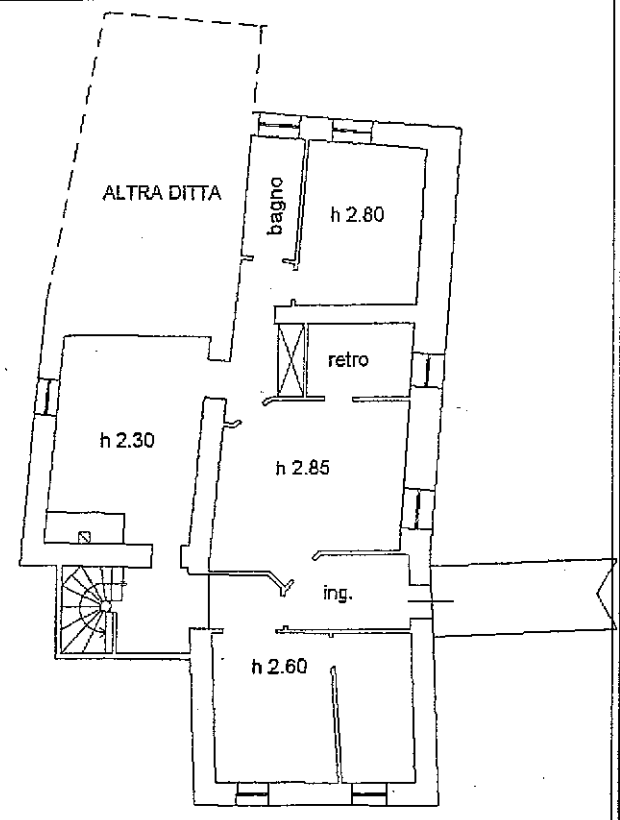 ALTRA DITTA
bagno
h 2.80
retro
h 2.30
h 2.85
ing.
h 2.60